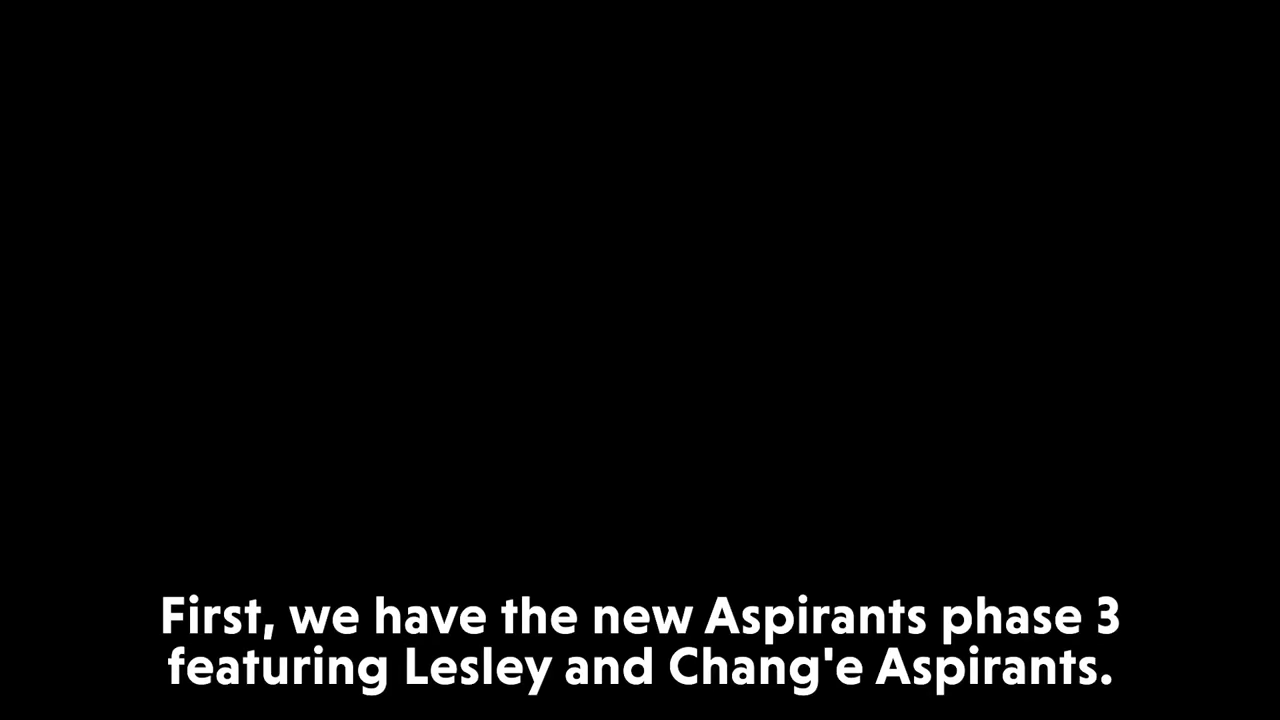 First, we have the new Aspirants phase 3
featuring Lesley and Chang'e Aspirants.